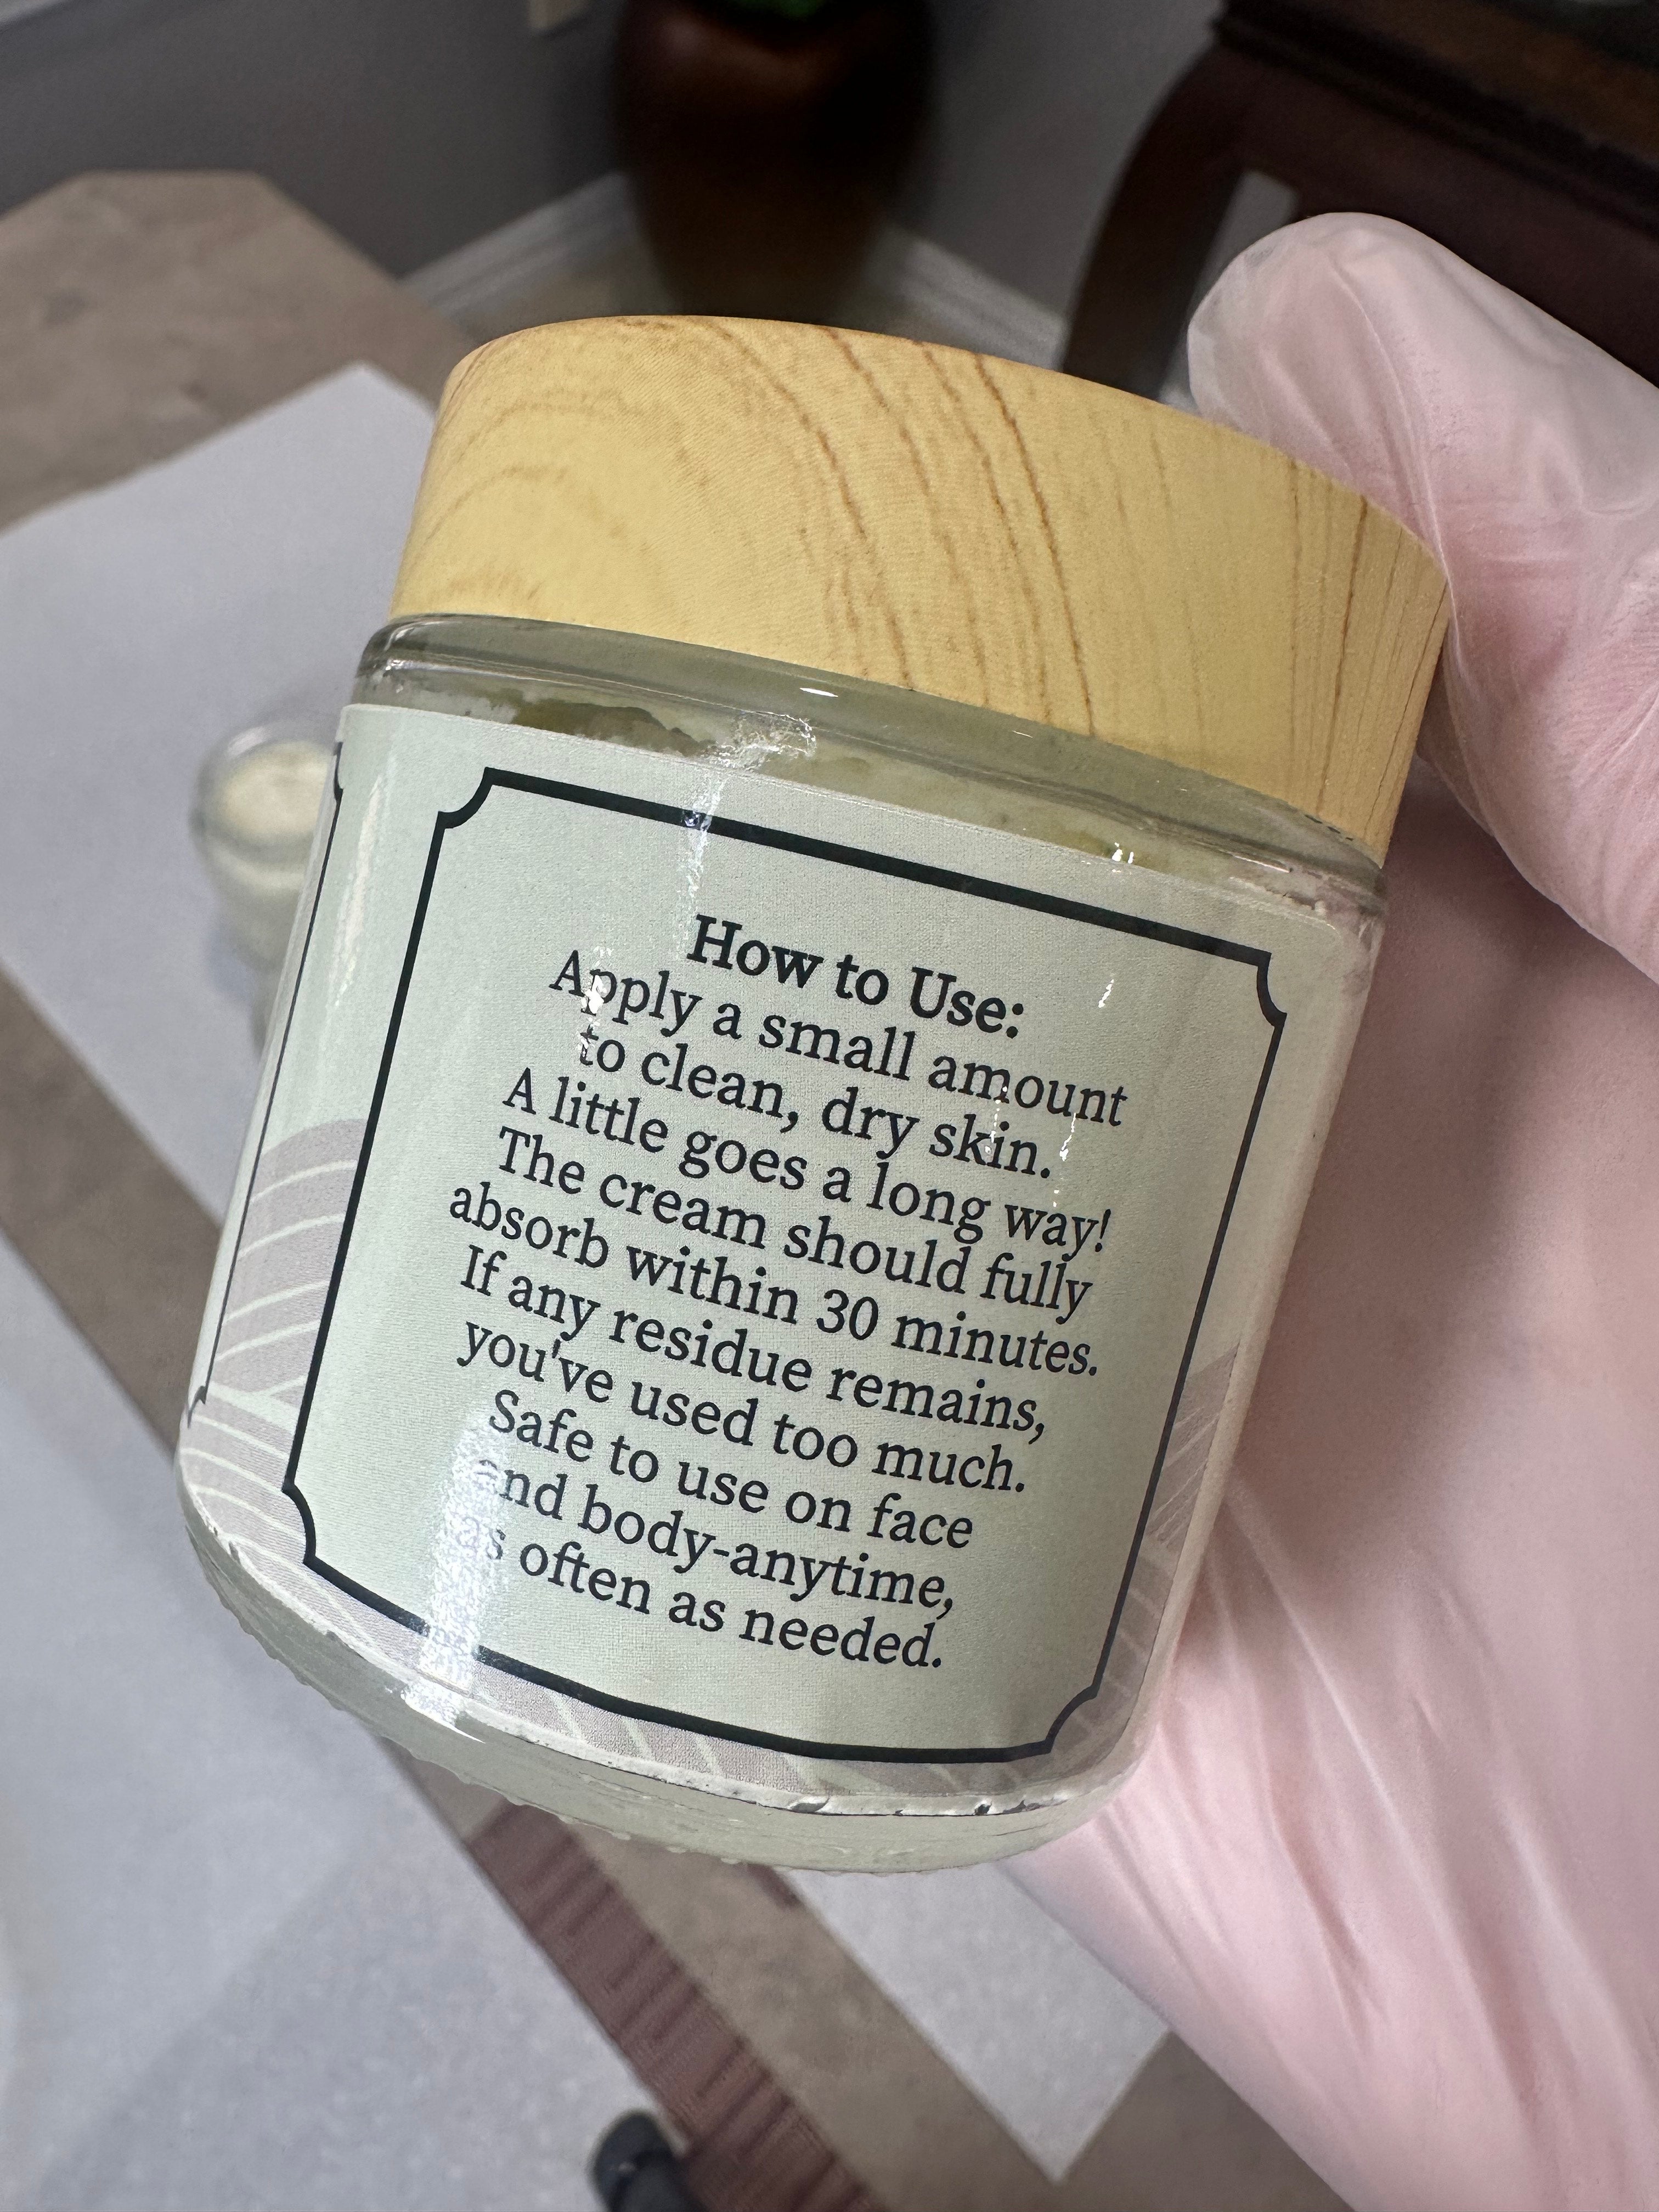 How to Use:
Apply a small amount
to clean, dry skin.
A little goes a long way!
The cream should fully
absorb within 30 minutes.
If any residue remains,
you've used too much.
Safe to use on face
and body-anytime,
as often as needed.